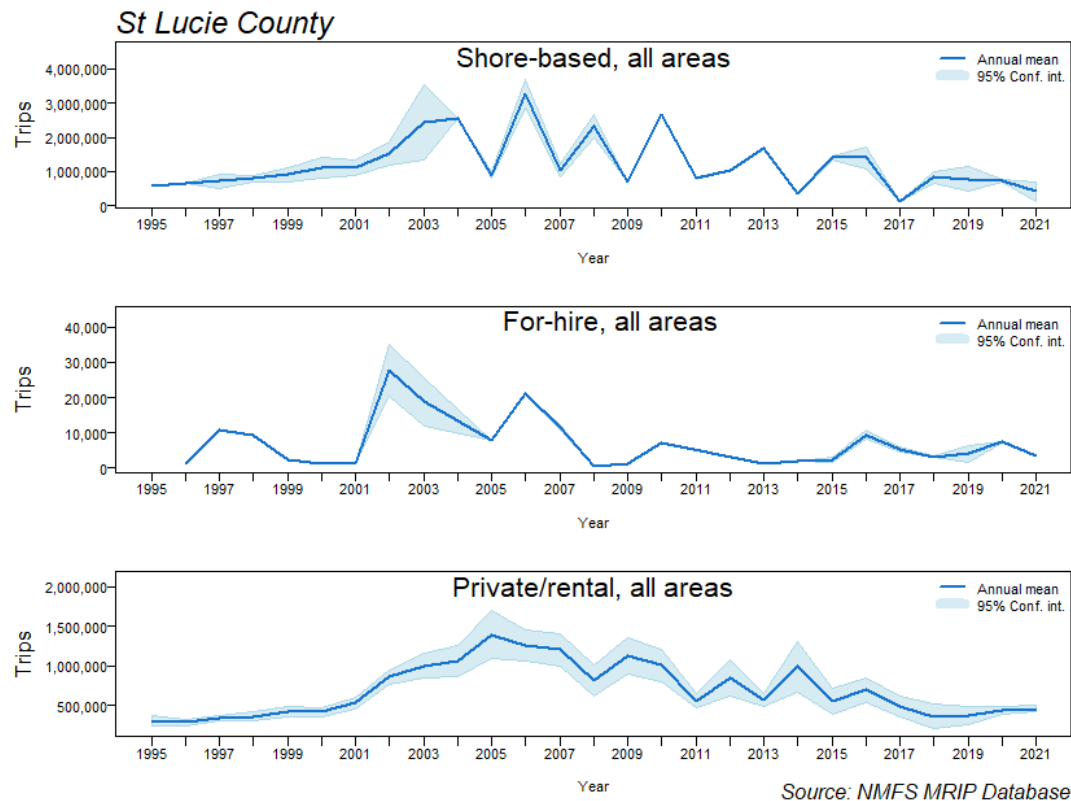 St Lucie County
Shore-based, all areas
Annual mean
95% Conf. int.
Trips
4,000,000
3,000,000
2,000,000
1,000,000
0
1995 1997 1999 2001 2003 2005 2007 2009 2011 2013 2015 2017 2019 2021
Year
For-hire, all areas
Annual mean
95% Conf. int.
Trips
40,000
30,000
20,000
10,000
0
1995 1997 1999 2001 2003 2005 2007 2009 2011 2013 2015 2017 2019 2021
Year
Private/rental, all areas
Annual mean
95% Conf. int.
Trips
2,000,000
1,500,000
1,000,000
500,000
1995 1997 1999 2001 2003 2005 2007 2009 2011 2013 2015 2017 2019 2021
Year
Source: NMFS MRIP Database